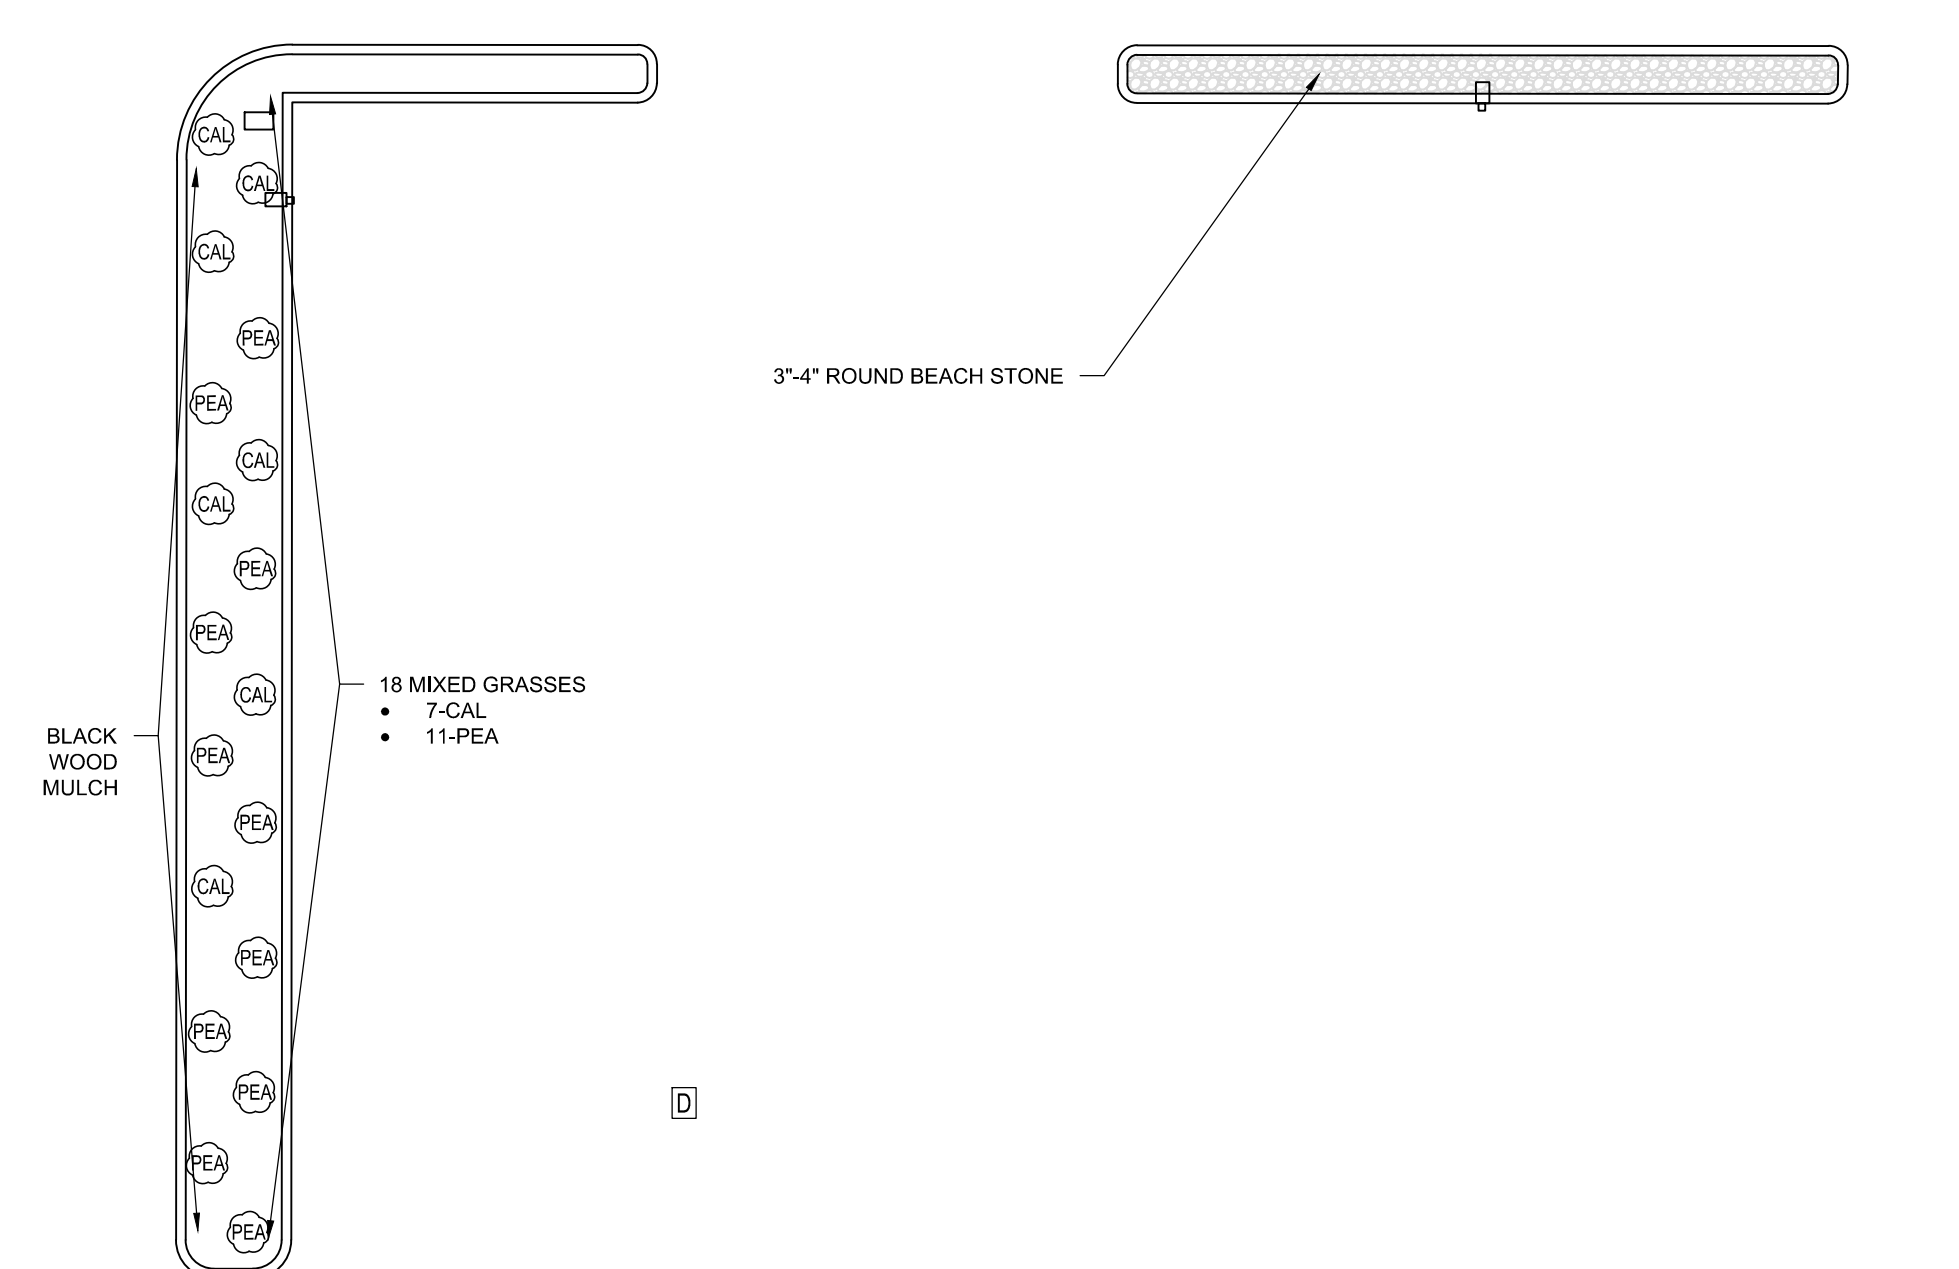 CAL
CAL
CAL
PEA
3"-4" ROUND BEACH STONE
PEA
CAL
CAL
PEA
PEA
18 MIXED GRASSES
• 7-CAL
• 11-PEA
CAL
BLACK
WOOD
MULCH
PEA
PEA
CAL
PEA
PEA
PEA
D
PEA
PEA